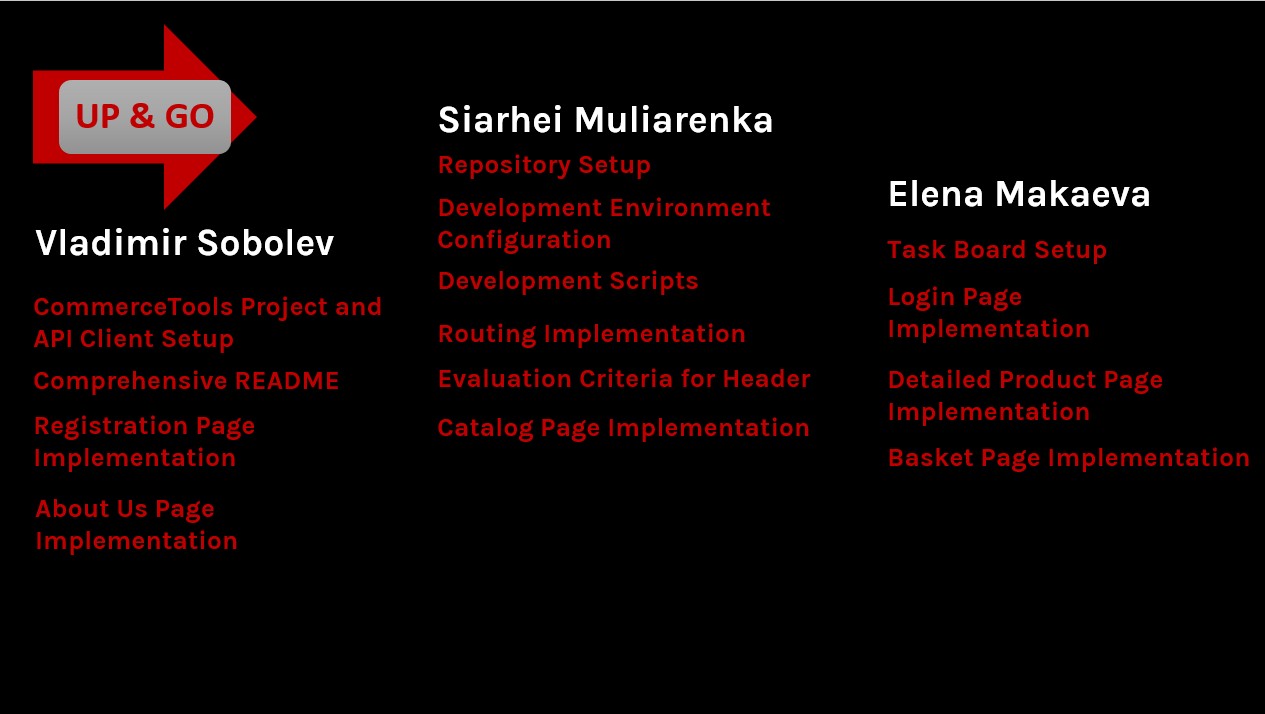 UP & GO
Vladimir Sobolev
CommerceTools Project and
API Client Setup
Comprehensive README
Registration Page
Implementation
About Us Page
Implementation
Siarhei Muliarenka
Repository Setup
Development Environment
Configuration
Development Scripts
Routing Implementation
Evaluation Criteria for Header
Catalog Page Implementation
Elena Makaeva
Task Board Setup
Login Page
Implementation
Detailed Product Page
Implementation
Basket Page Implementation